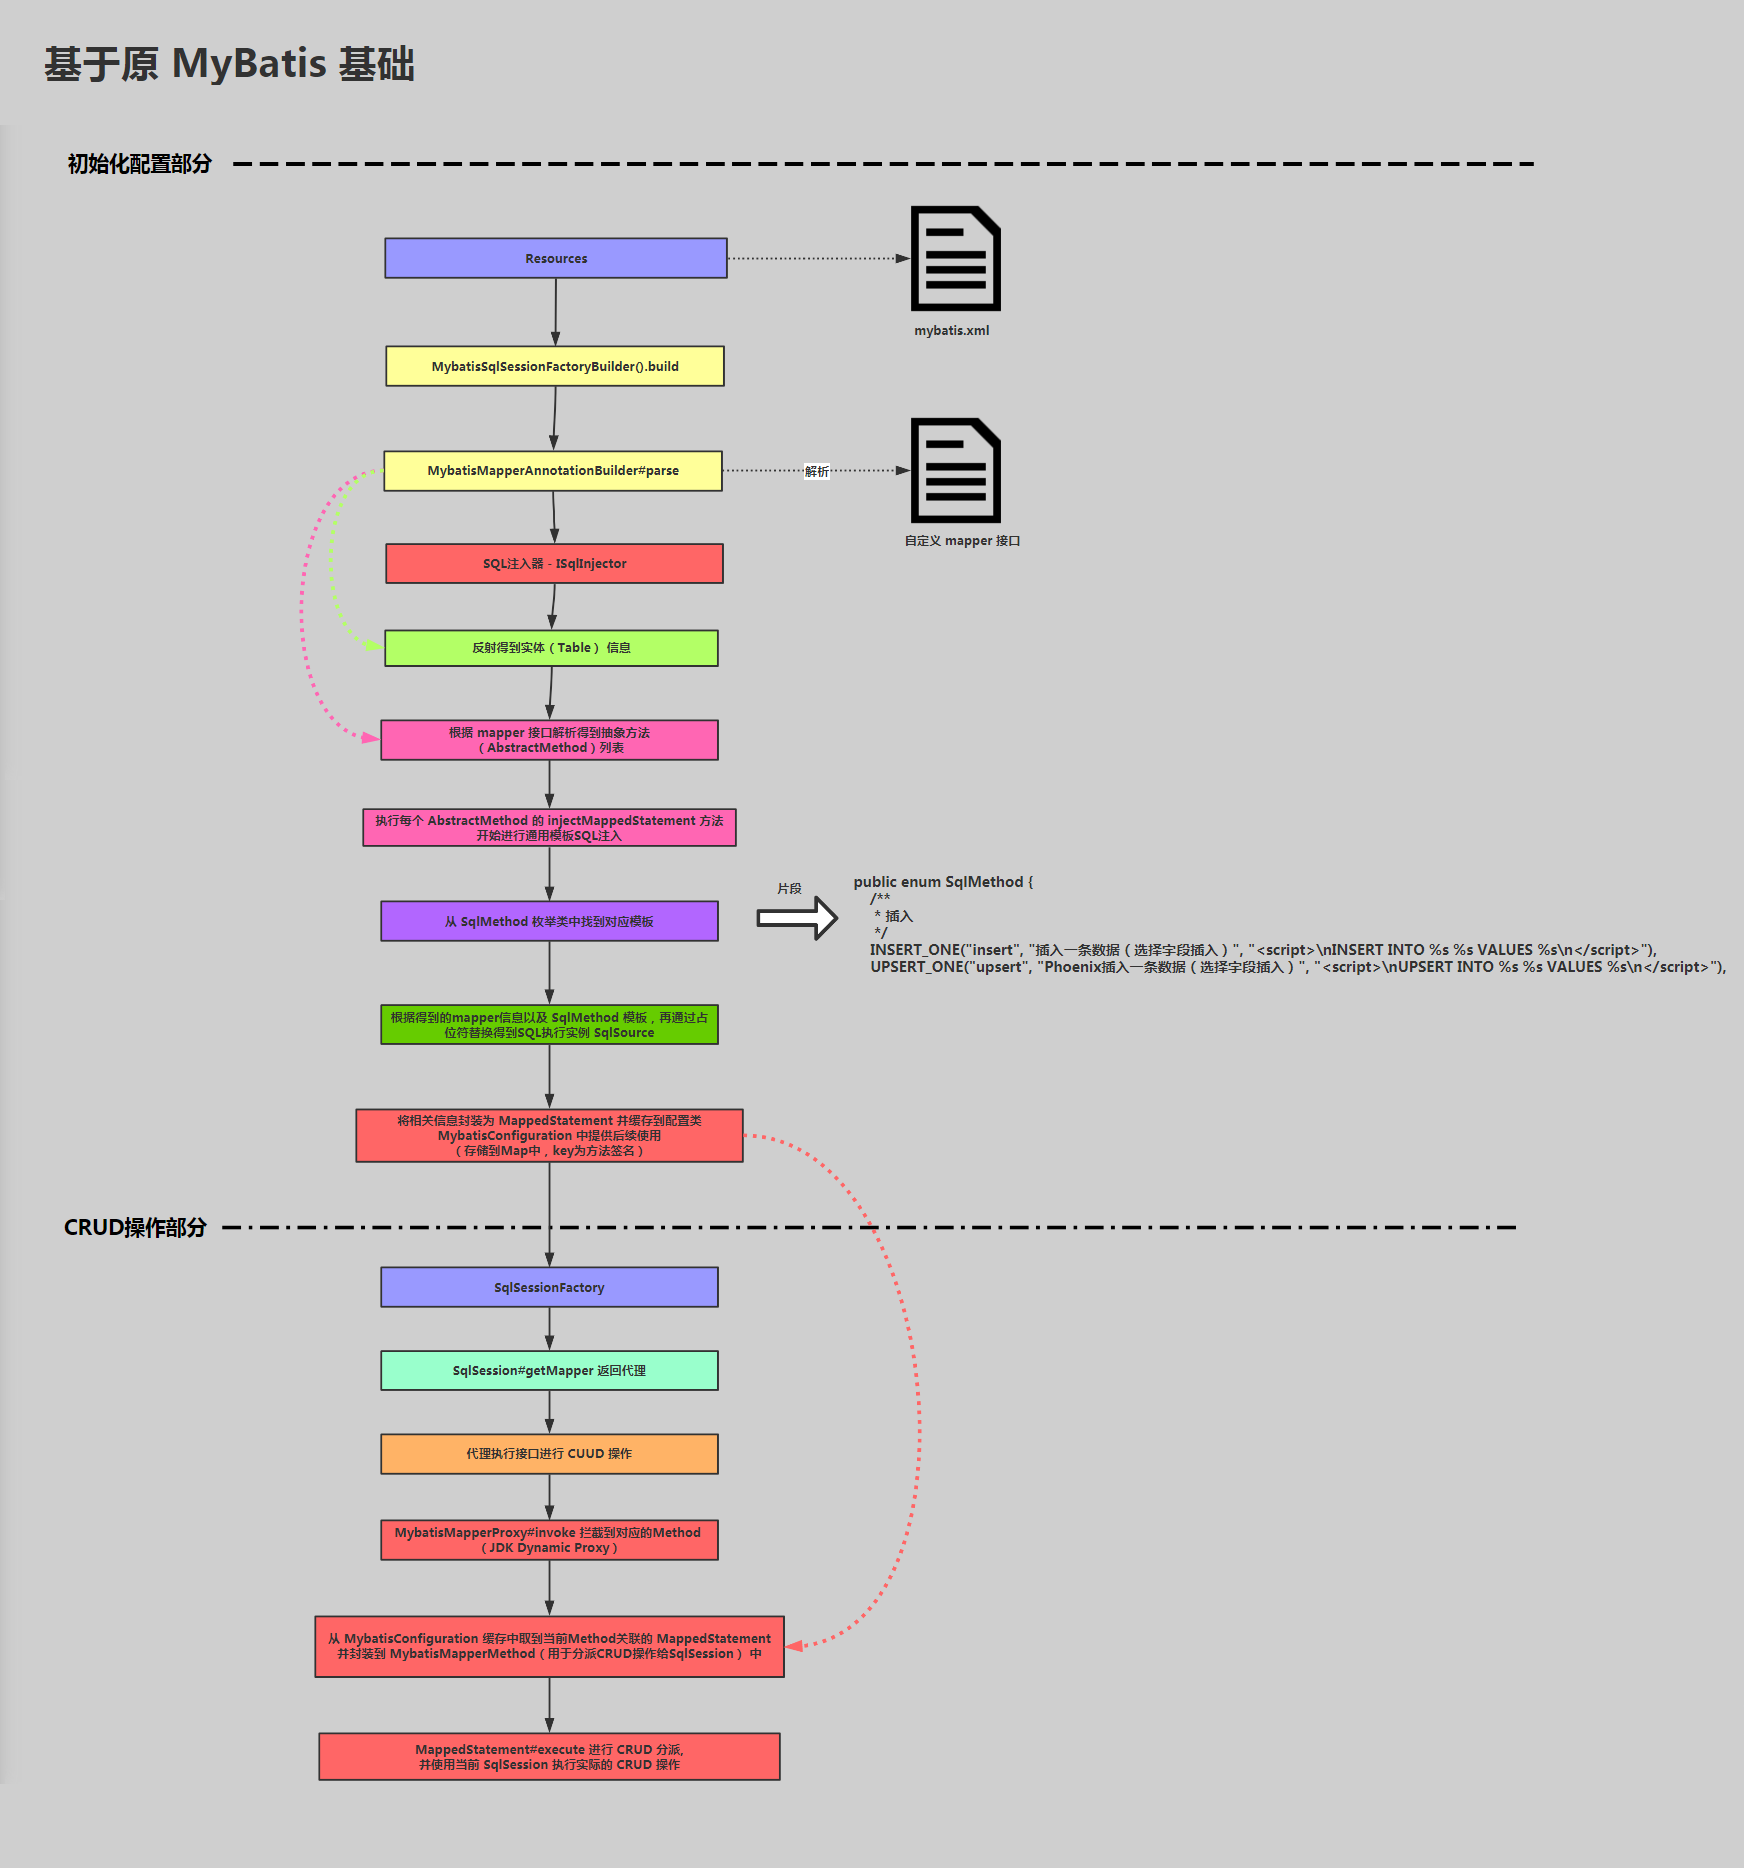 基于原 MyBatis 基础
初始化配置部分
Resources
mybatis.xml
MybatisSqlSessionFactoryBuilder().build
MybatisMapperAnnotationBuilder#parse
解析
自定义 mapper 接口
SQL注入器 - ISqlInjector
反射得到实体（Table） 信息
根据 mapper 接口解析得到抽象方法
（AbstractMethod）列表
执行每个 AbstractMethod 的 injectMappedStatement 方法
开始进行通用模板SQL注入
从 SqlMethod 枚举类中找到对应模板
片段
public enum SqlMethod {
/**
* 插入
*/
INSERT_ONE("insert", "插入一条数据（选择字段插入）", "<script>\nINSERT INTO %s %s VALUES %s\n</script>"),
UPSERT_ONE("upsert", "Phoenix插入一条数据（选择字段插入）", "<script>\nUPSERT INTO %s %s VALUES %s\n</script>"),
根据得到的mapper信息以及 SqlMethod 模板，再通过占
位符替换得到SQL执行实例 SqlSource
将相关信息封装为 MappedStatement 并缓存到配置类
MybatisConfiguration 中提供后续使用
（存储到Map中，key为方法签名）
CRUD操作部分
SqlSessionFactory
SqlSession#getMapper 返回代理
代理执行接口进行 CUUD 操作
MybatisMapperProxy#invoke 拦截到对应的Method
（JDK Dynamic Proxy）
从 MybatisConfiguration 缓存中取到当前Method关联的 MappedStatement
并封装到 MybatisMapperMethod（用于分派CRUD操作给SqlSession） 中
MappedStatement#execute 进行 CRUD 分派,
并使用当前 SqlSession 执行实际的 CRUD 操作